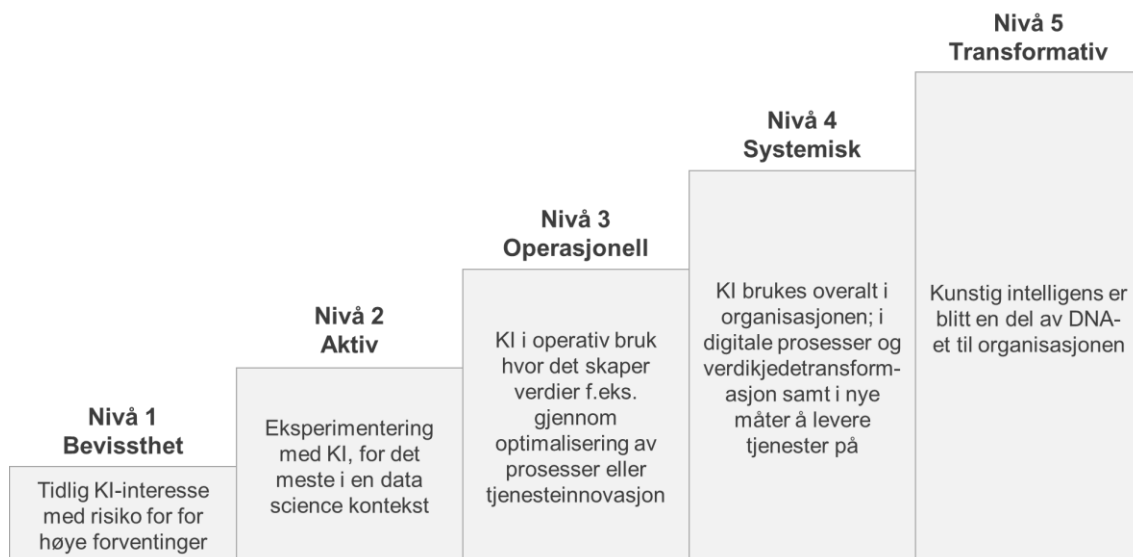 Nivå 1
Bevissthet
Tidlig KI-interesse
med risiko for for
høye forventinger
Nivå 2
Aktiv
Eksperimentering
med KI, for det
meste i en data
science kontekst
Nivå 3
Operasjonell
KI i operativ bruk
hvor det skaper
verdier f.eks.
gjennom
optimalisering av
prosesser eller
tjenesteinnovasjon
Nivå 4
Systemisk
KI brukes overalt i
organisasjonen; i
digitale prosesser og
verdikjedetransform-
asjon samt i nye
måter å levere
tjenester på
Nivå 5
Transformativ
Kunstig intelligens er
blitt en del av DNA-
et til organisasjonen